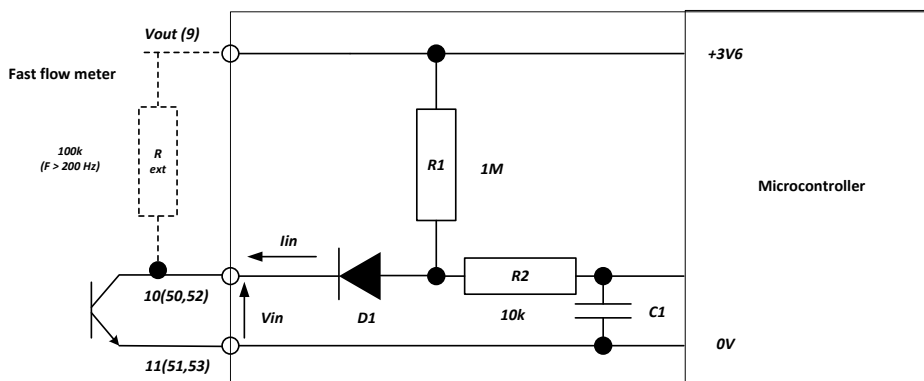 Vout (9)
+3V6
Fast flow meter
100k
(F > 200 Hz)
R
ext
R1
1M
Microcontroller
Iin
R2
10(50,52)
Vin
D1
10k
C1
11(51,53)
0V